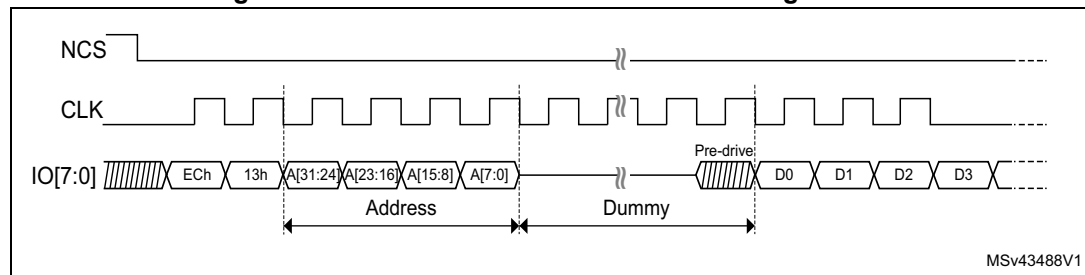 NCS
CLK
Pre-drive
IO[7:0] ECh 13h A[31:24] A[23:16] A[15:8] A[7:0] D0 D1 D2 D3
Address Dummy
MSv43488V1